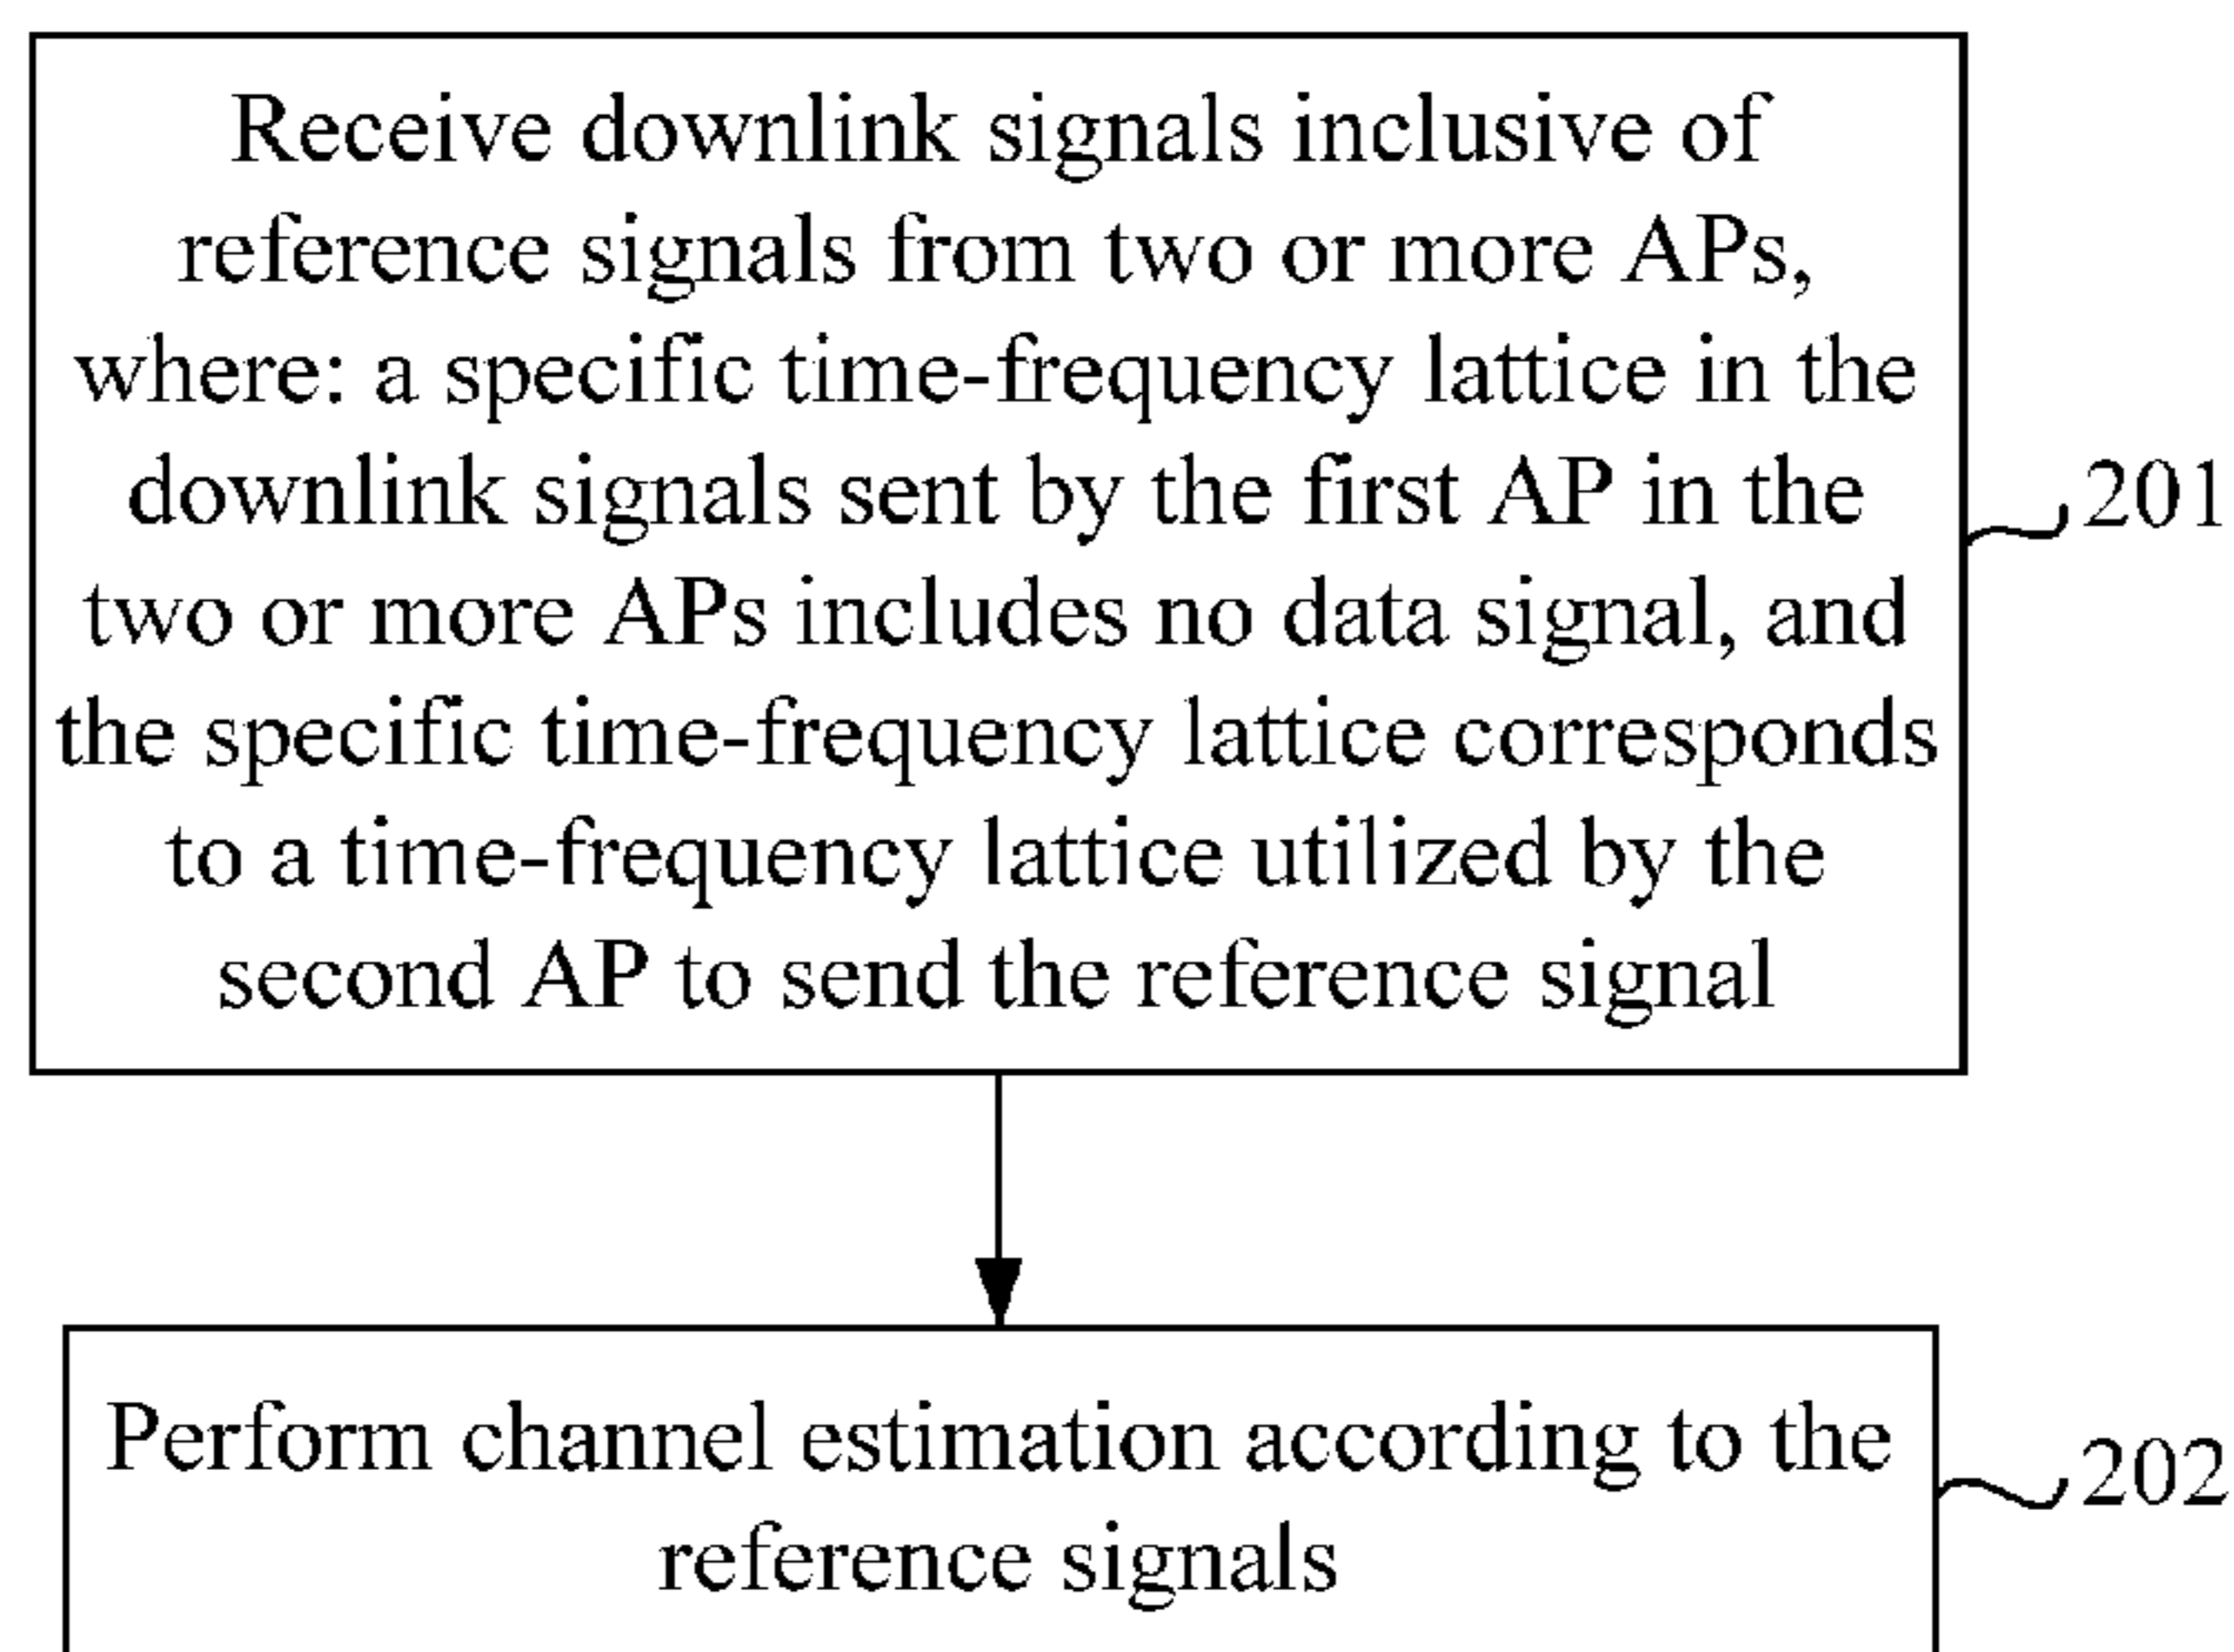 Receive downlink signals inclusive of
reference signals from two or more APs,
where: a specific time-frequency lattice in the
downlink signals sent by the first AP in the
two or more APs includes no data signal, and
the specific time-frequency lattice corresponds
to a time-frequency lattice utilized by the
second AP to send the reference signal
201
Perform channel estimation according to the
reference signals
202